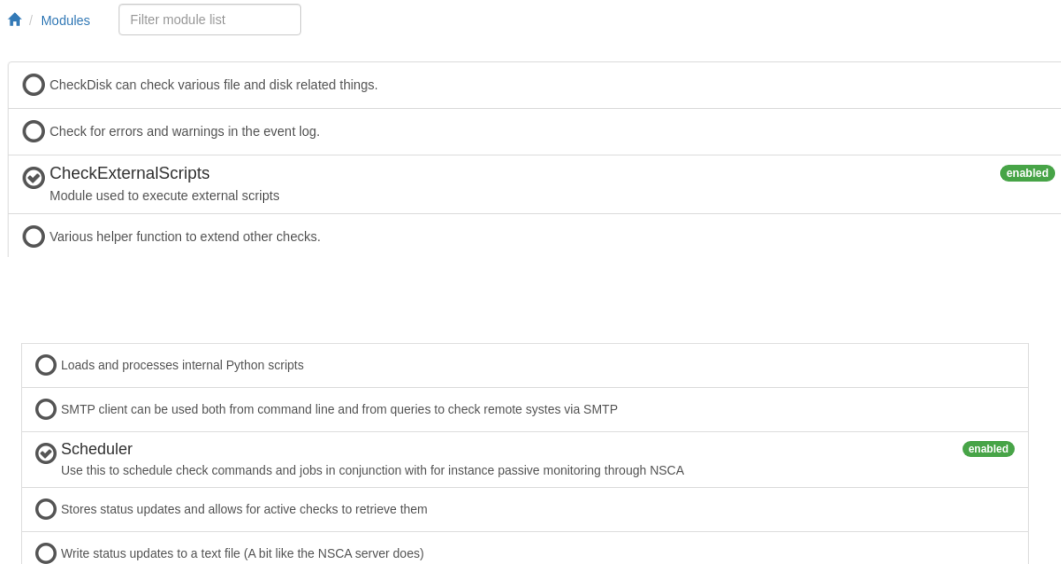 / Modules Filter module list
CheckDisk can check various file and disk related things.
Check for errors and warnings in the event log.
CheckExternalScripts enabled
Module used to execute external scripts
Various helper function to extend other checks.
Loads and processes internal Python scripts
SMTP client can be used both from command line and from queries to check remote systes via SMTP
Scheduler enabled
Use this to schedule check commands and jobs in conjunction with for instance passive monitoring through NSCA
Stores status updates and allows for active checks to retrieve them
Write status updates to a text file (A bit like the NSCA server does)